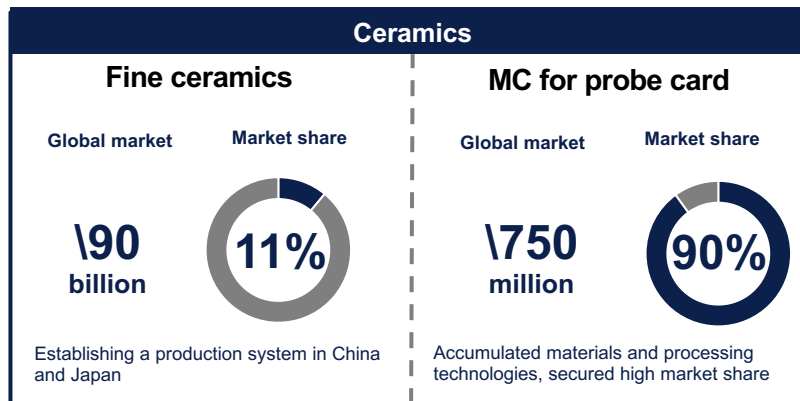 Ceramics
Fine ceramics
Global market
Market share
\90
billion
11%
Establishing a production system in China
and Japan
MC for probe card
Global market
Market share
\750
million
90%
Accumulated materials and processing
technologies, secured high market share